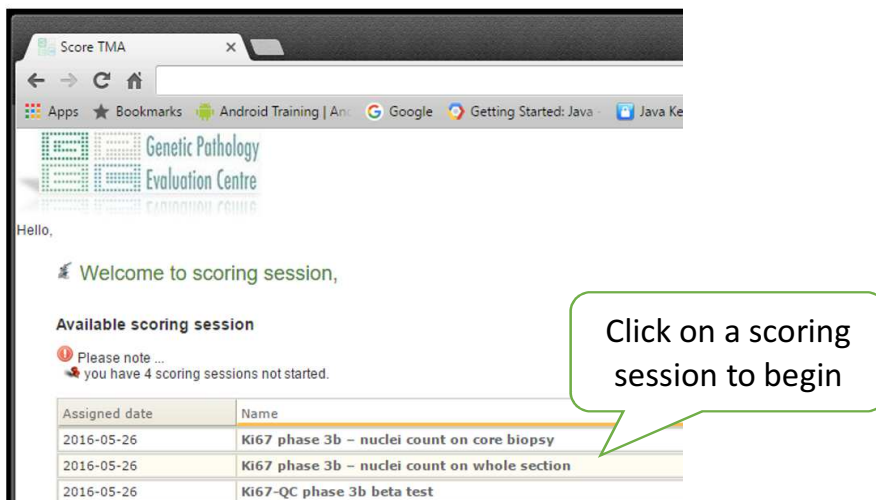 Score TMA
Apps Bookmarks Android Training | An Google Getting Started: Java Java Ke
Genetic Pathology
Evaluation Centre
Hello,
Welcome to scoring session,
Available scoring session
Please note ...
you have 4 scoring sessions not started.
Click on a scoring
session to begin
Assigned date Name
2016-05-26 Ki67 phase 3b – nuclei count on core biopsy
2016-05-26 Ki67 phase 3b – nuclei count on whole section
2016-05-26 Ki67-QC phase 3b beta test